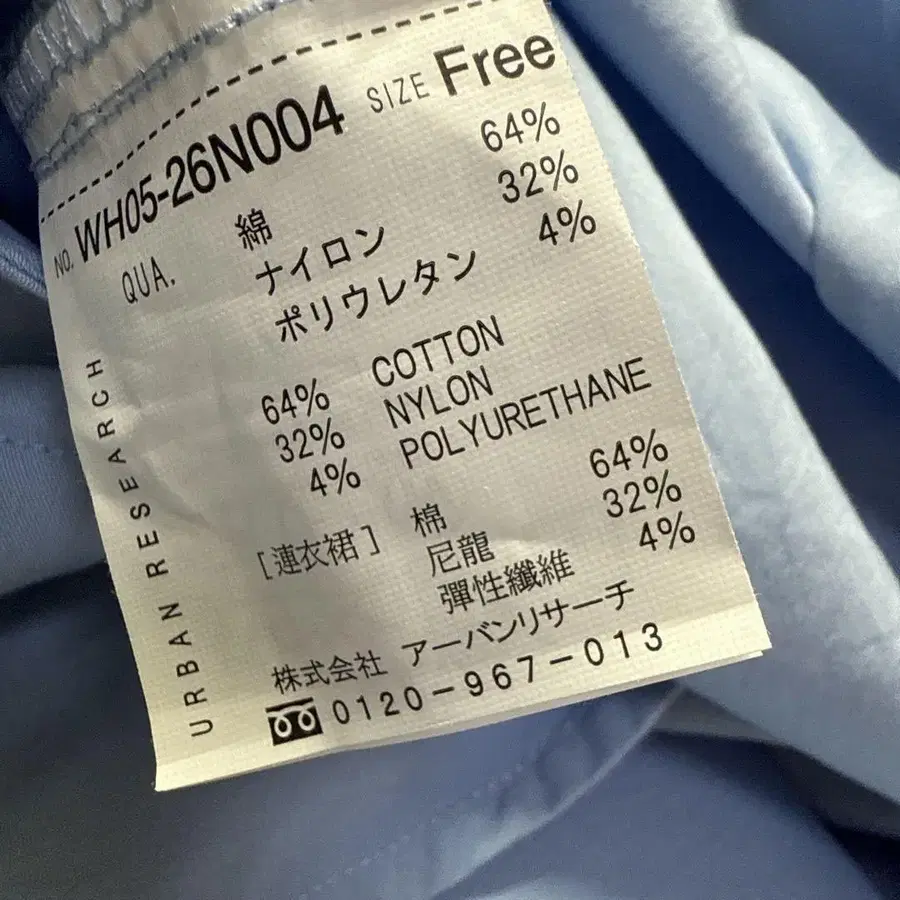 NO. WH05-26N004 SIZE Free
QUA. 綿 64%
ナイロン 32%
ポリウレタン 4%
64% COTTON
32% NYLON
4% POLYURETHANE
[連衣裙] 棉 64%
尼龍 32%
彈性纖維 4%
株式会社 アーバンリサーチ
0120-967-013
URBAN RESEARCH